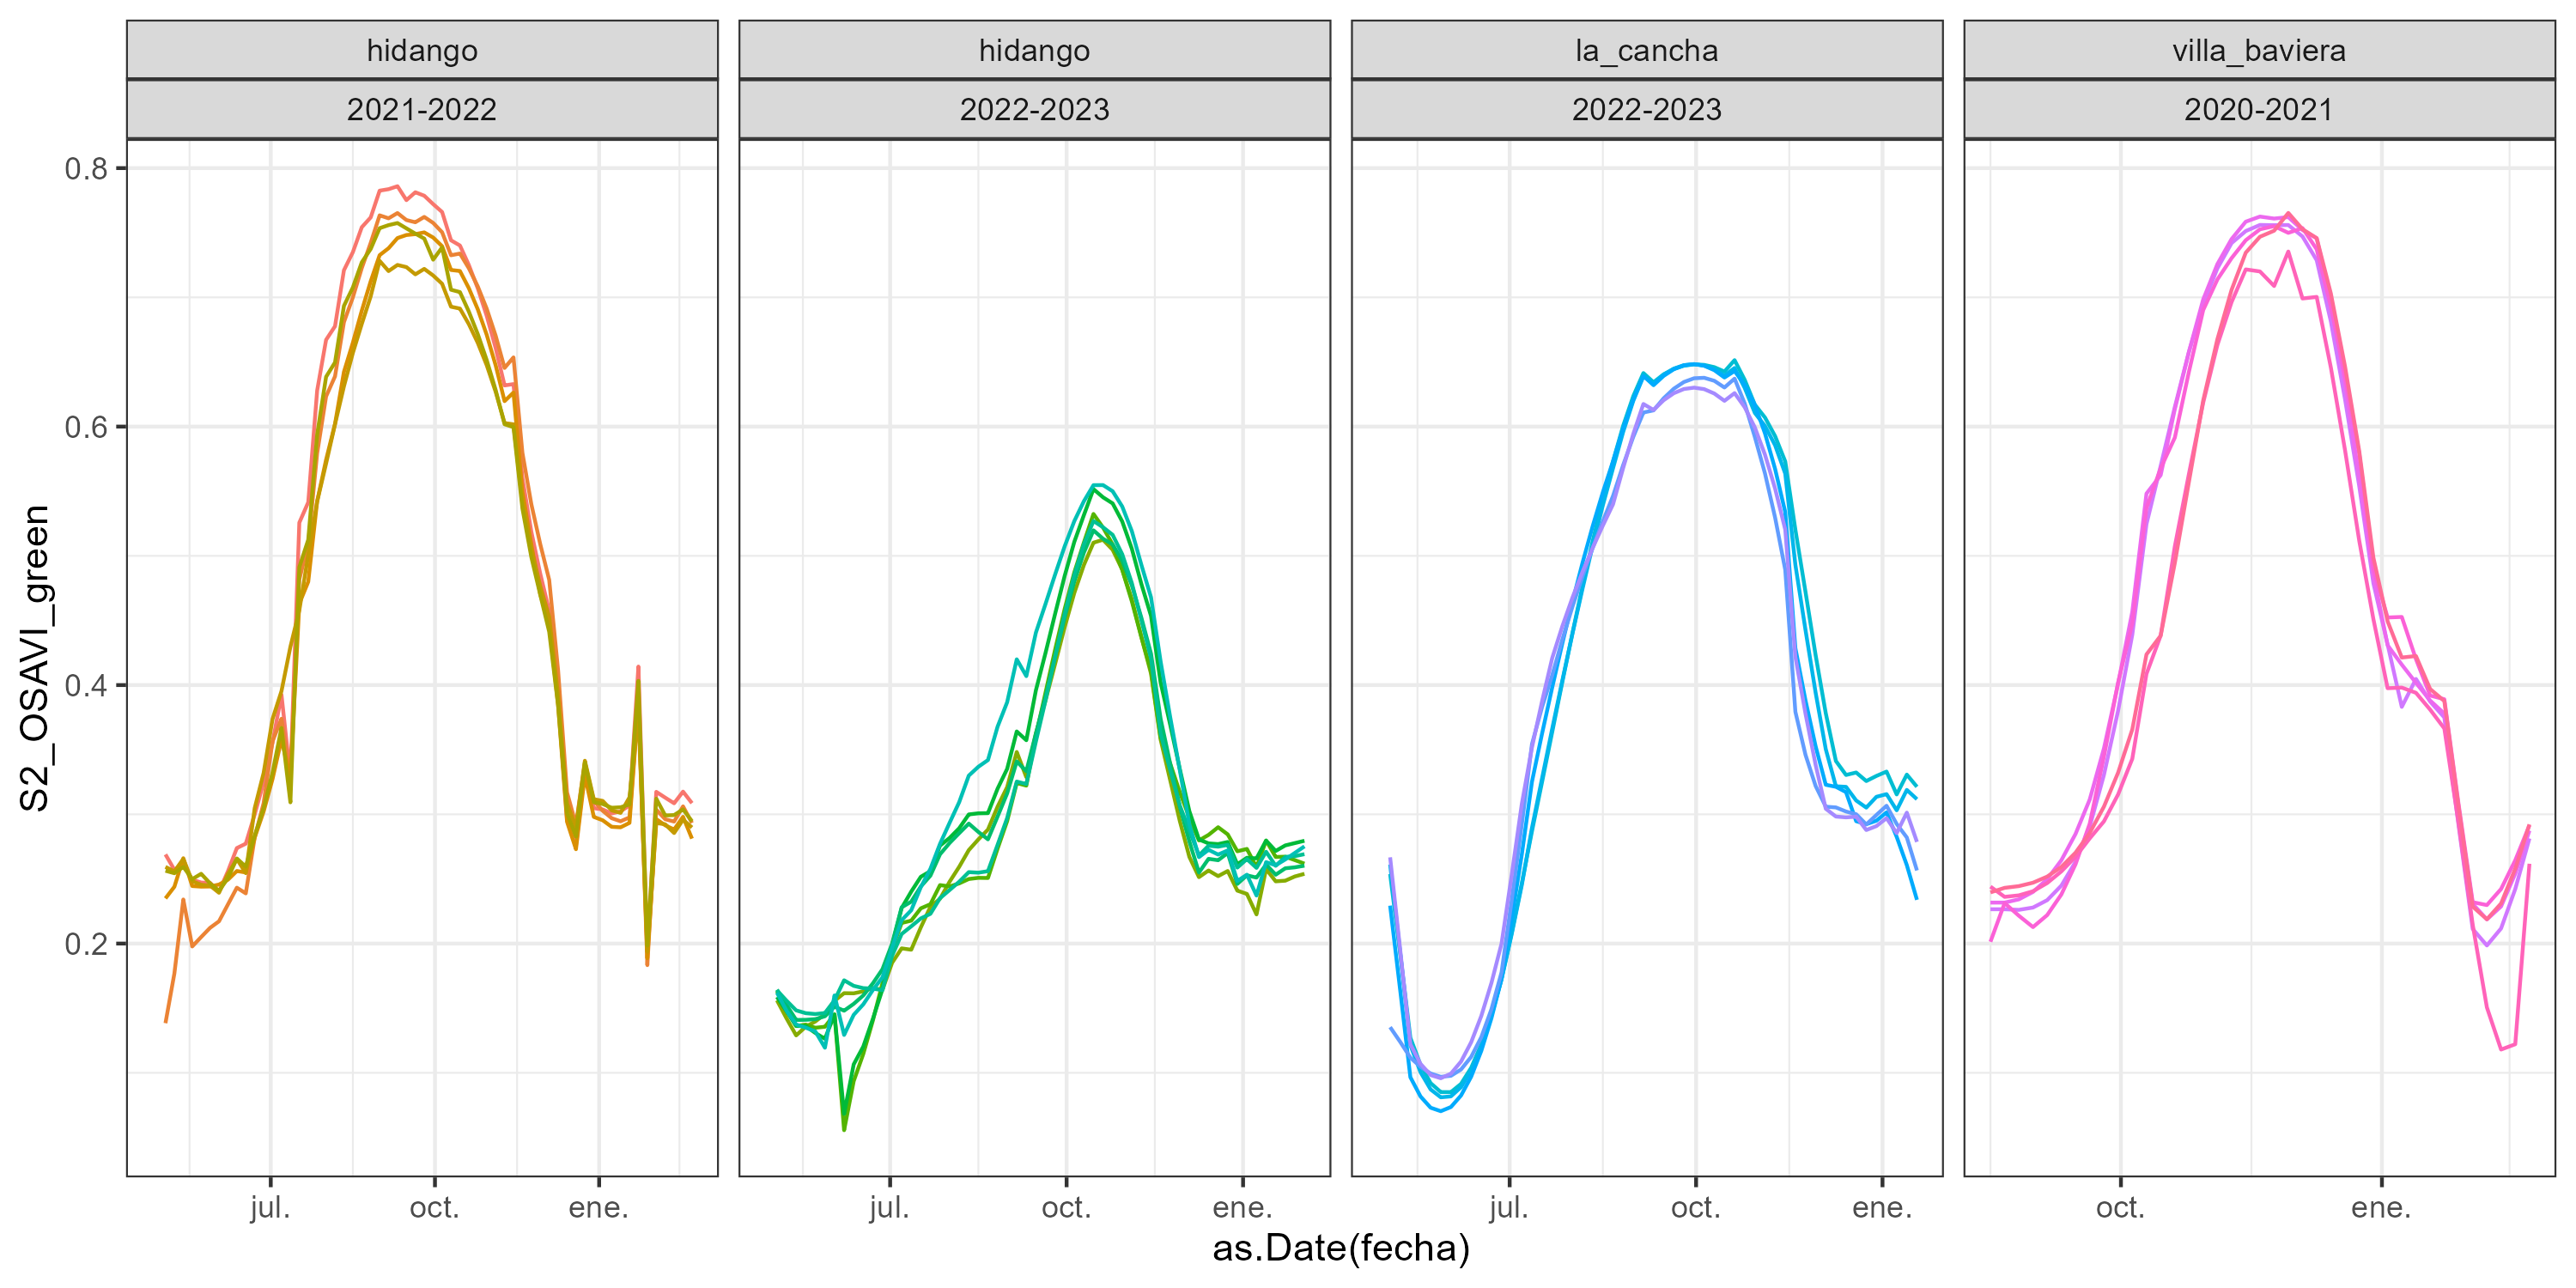 hidango hidango la_cancha villa_baviera
2021-2022 2022-2023 2022-2023 2020-2021
0.8
0.6
0.4
0.2
S2_OSAVI_green
jul. oct. ene. jul. oct. ene. jul. oct. ene. oct. ene.
as.Date(fecha)